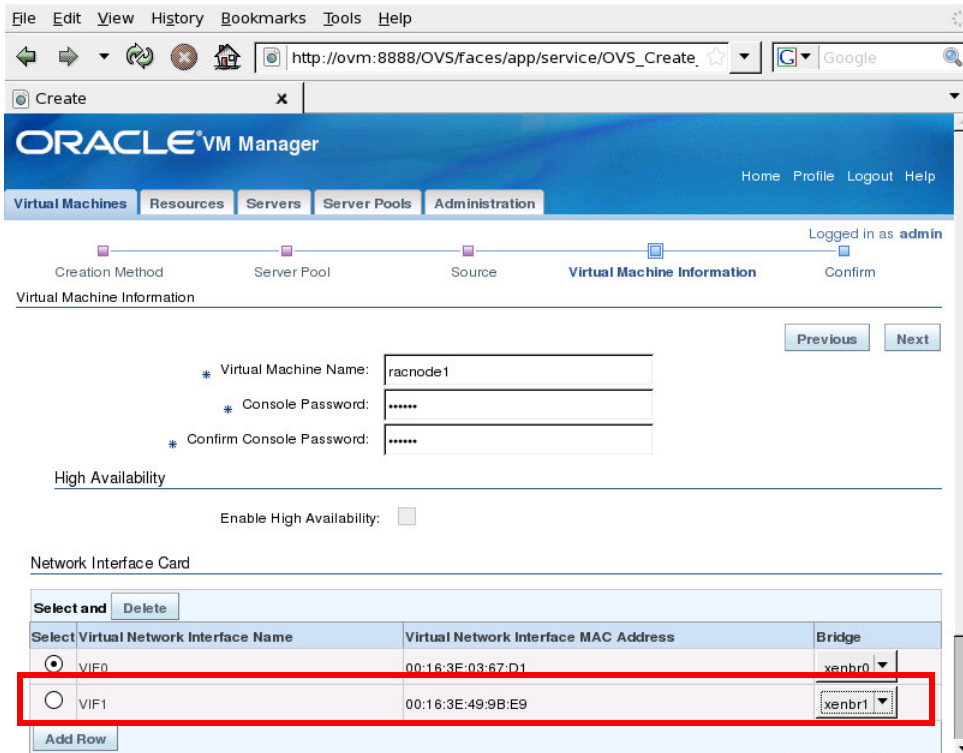 File Edit View History Bookmarks Tools Help
http://ovm:8888/OVS/faces/app/service/OVS_Create_ G Google
Create x
ORACLE VM Manager
Home Profile Logout Help
Virtual Machines Resources Servers Server Pools Administration
Logged in as admin
Creation Method Server Pool Source Virtual Machine Information Confirm
Virtual Machine Information
Previous Next
* Virtual Machine Name: racnode1
* Console Password: ••••••
* Confirm Console Password: ••••••
High Availability
Enable High Availability:
Network Interface Card
Select and Delete
Select Virtual Network Interface Name Virtual Network Interface MAC Address Bridge
VIF0 00:16:3E:03:67:D1 xenbr0
VIF1 00:16:3E:49:9B:E9 xenbr1
Add Row